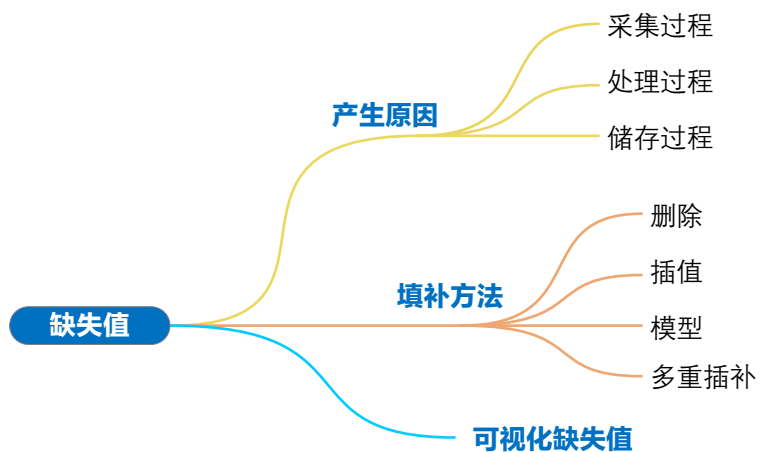 缺失值
产生原因
采集过程
处理过程
储存过程
填补方法
删除
插值
模型
多重插补
可视化缺失值